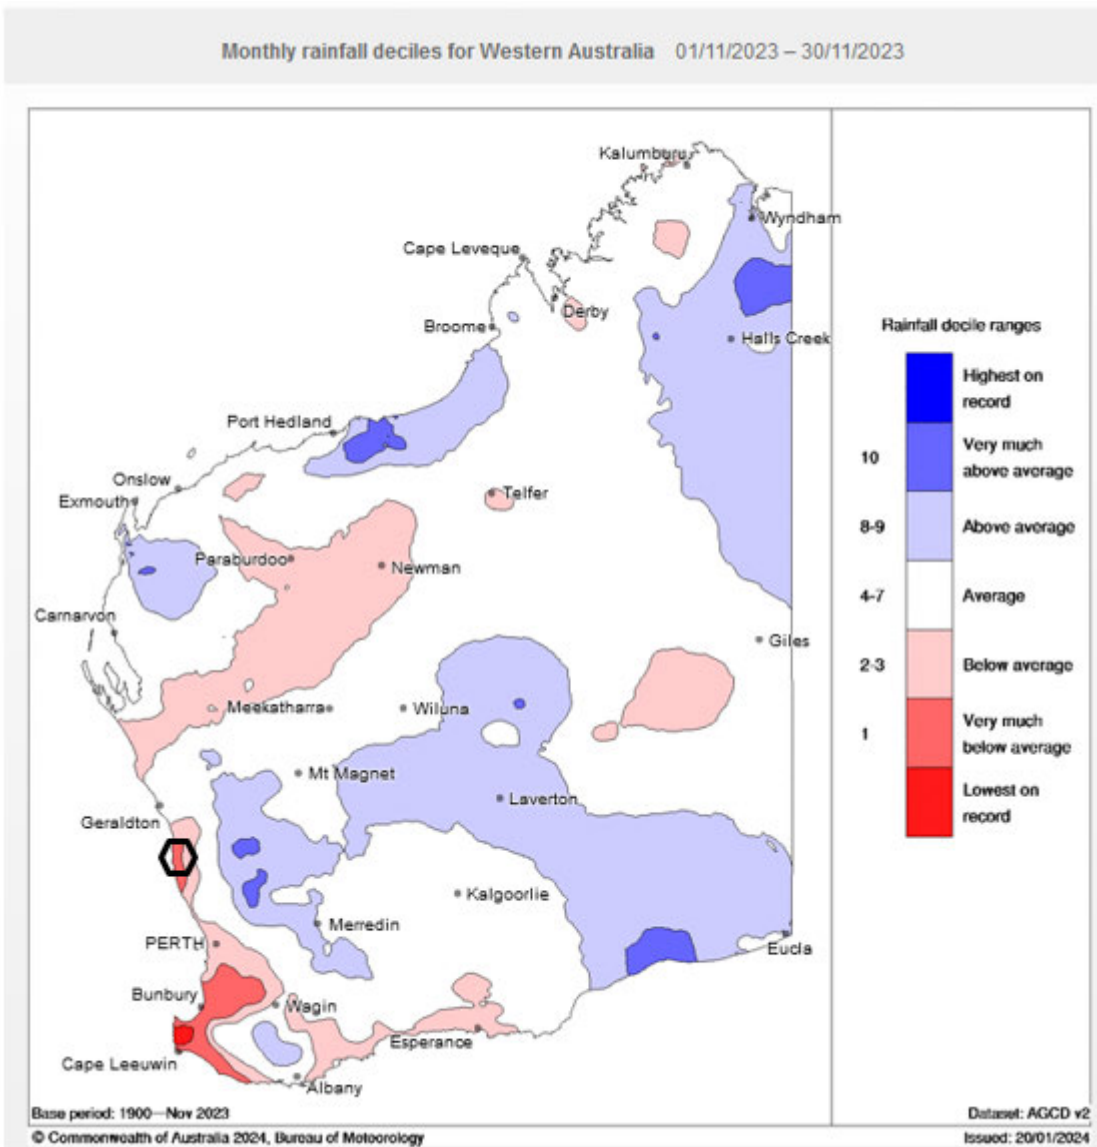 Monthly rainfall deciles for Western Australia 01/11/2023 – 30/11/2023
Kalumburu
Wyndham
Cape Leveque
Derby
Broome
Halls Creek
Port Hedland
Onslow
Exmouth
Telfer
Paraburdoo
Newman
Carnarvon
Giles
Meekatharra
Wiluna
Mt Magnet
Laverton
Geraldton
Kalgoorlie
Merredin
PERTH
Eucla
Bunbury
Wagin
Esperance
Cape Leeuwin
Albany
Rainfall decile ranges
Highest on
record
10 Very much
above average
8-9 Above average
4-7 Average
2-3 Below average
1 Very much
below average
Lowest on
record
Base period: 1900—Nov 2023
Dataset: AGCD v2
© Commonwealth of Australia 2024, Bureau of Meteorology
Issued: 20/01/2024